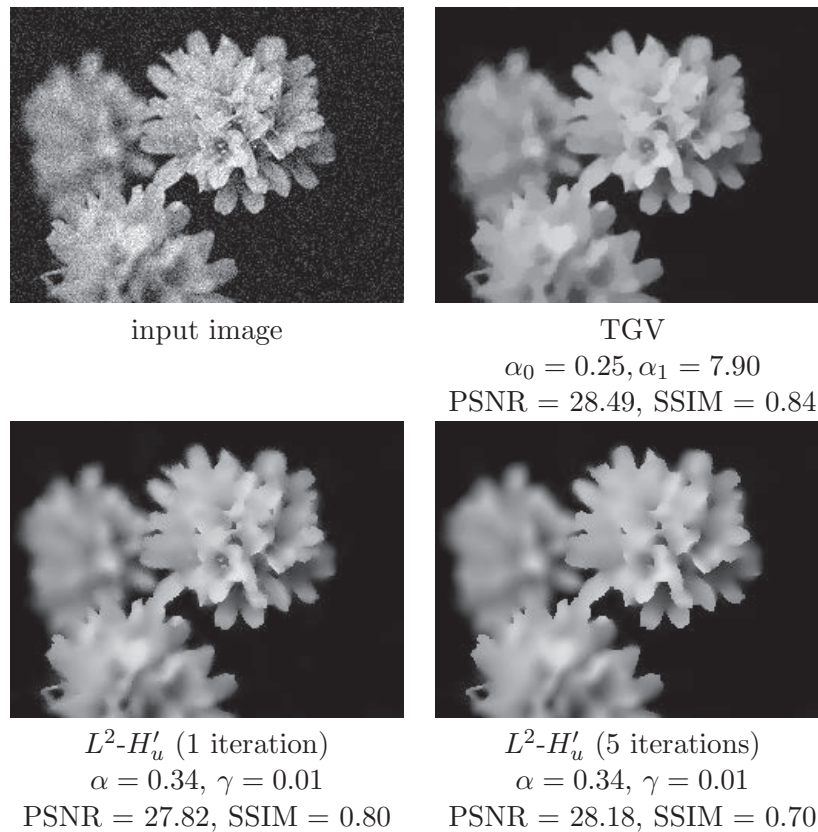 input image
TGV
α₀ = 0.25, α₁ = 7.90
PSNR = 28.49, SSIM = 0.84
L²-H′ᵤ (1 iteration)
α = 0.34, γ = 0.01
PSNR = 27.82, SSIM = 0.80
L²-H′ᵤ (5 iterations)
α = 0.34, γ = 0.01
PSNR = 28.18, SSIM = 0.70